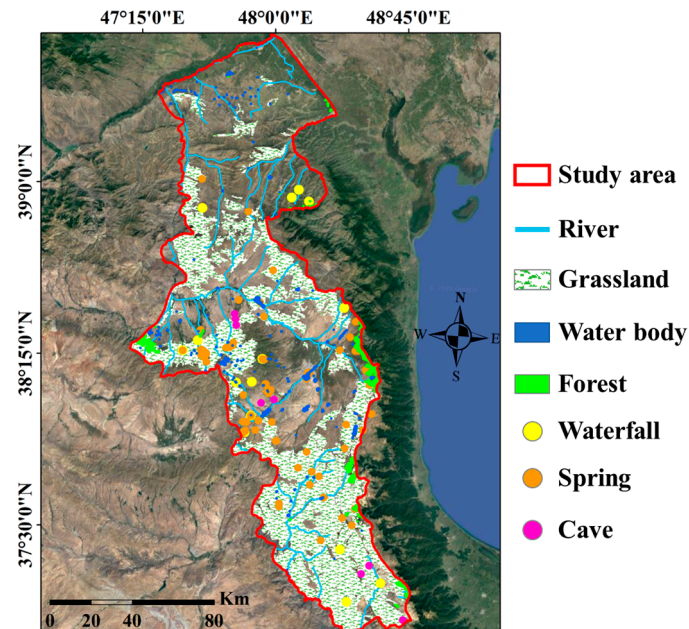 47°15'0"E 48°0'0"E 48°45'0"E
39°0'0"N
38°15'0"N
37°30'0"N
N
W E
S
Km
0 20 40 80
Study area
River
Grassland
Water body
Forest
Waterfall
Spring
Cave